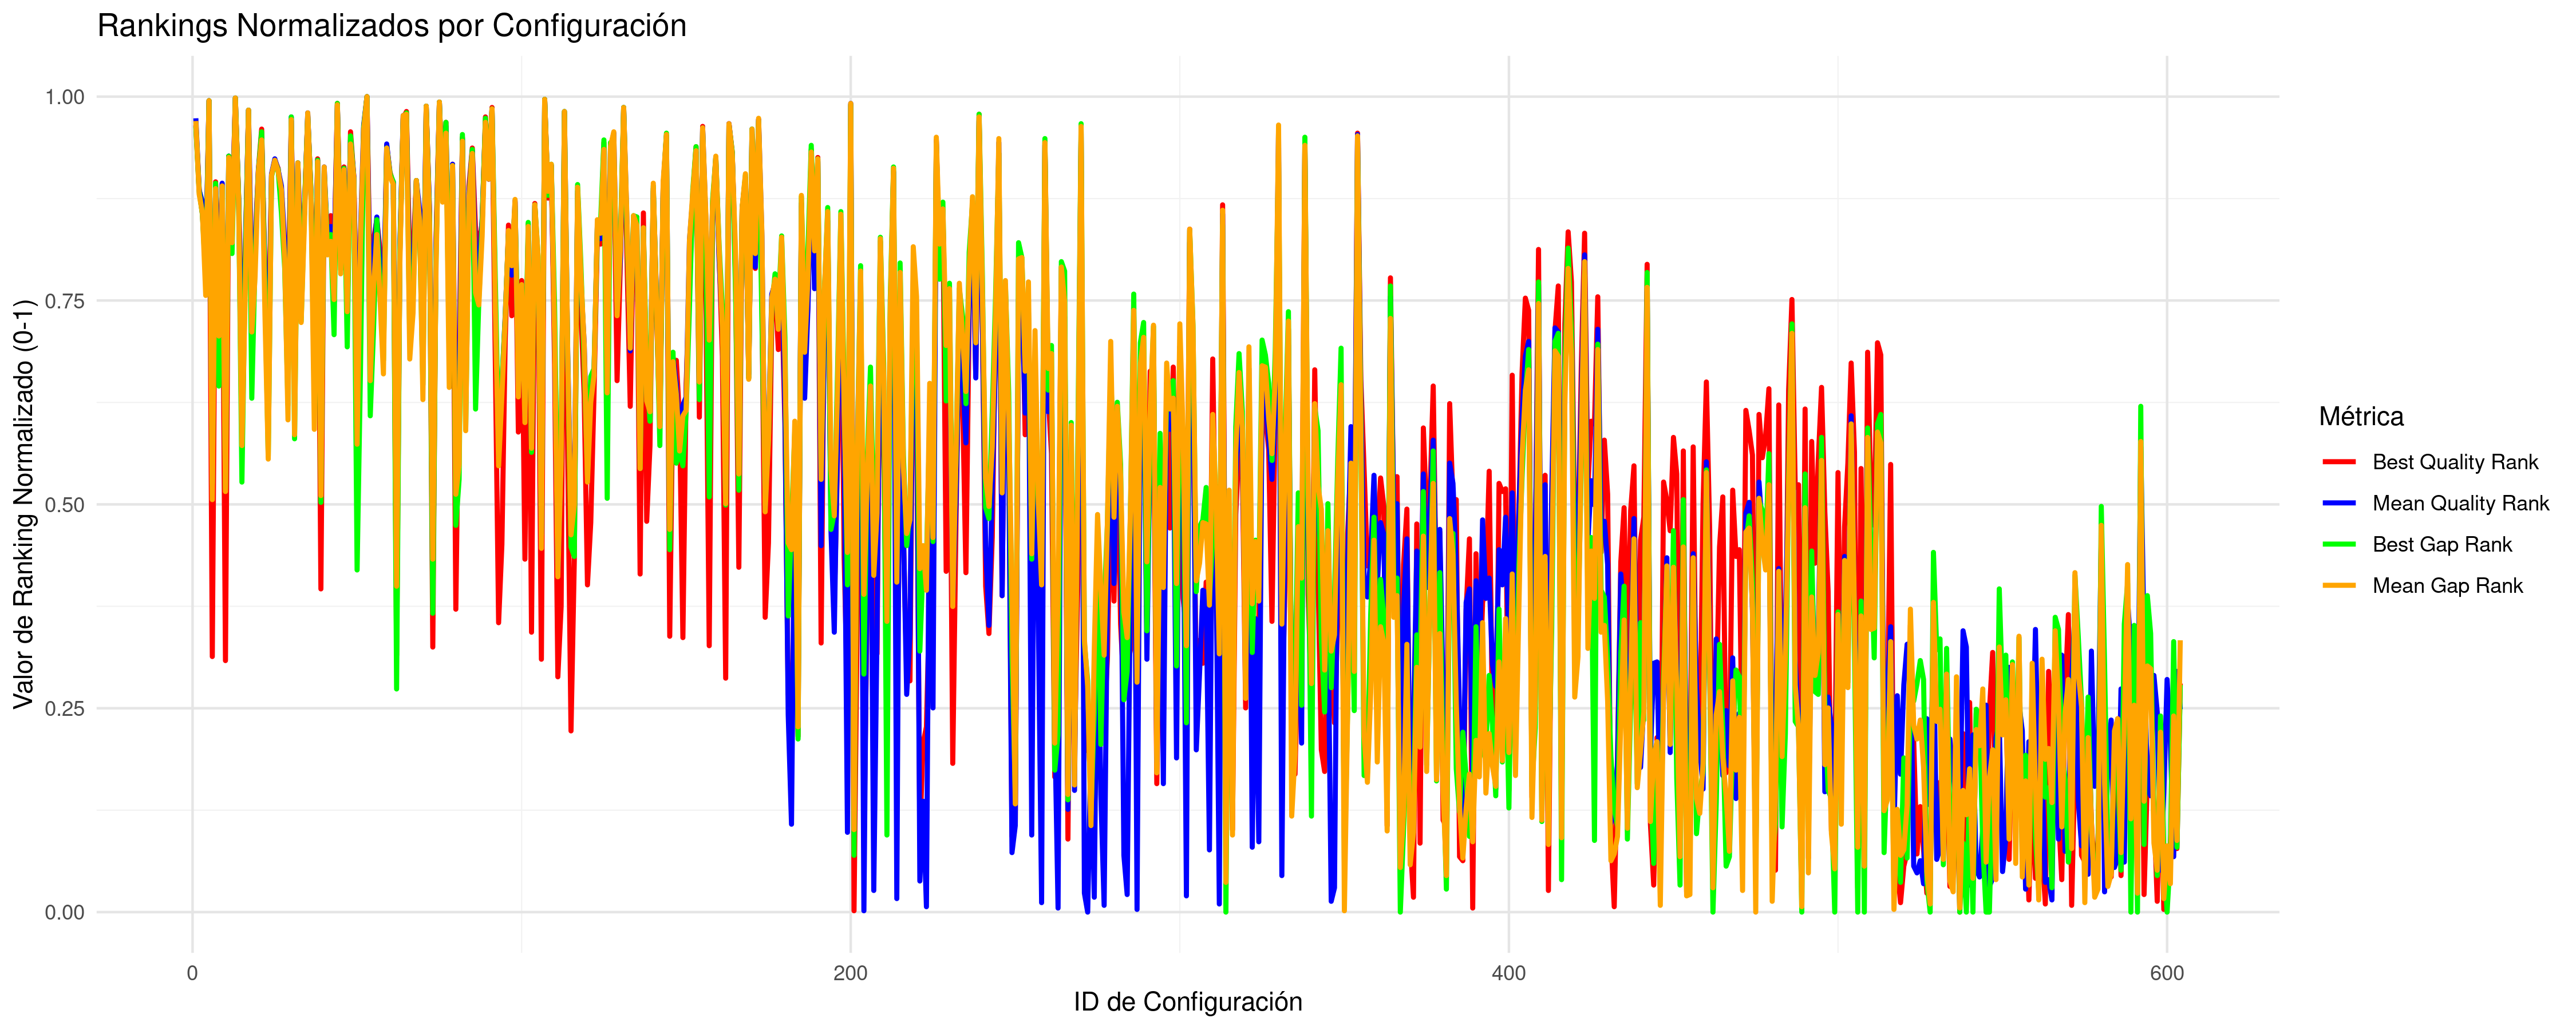 Rankings Normalizados por Configuración
Valor de Ranking Normalizado (0-1)
1.00
0.75
0.50
0.25
0.00
0
200
400
600
ID de Configuración
Métrica
Best Quality Rank
Mean Quality Rank
Best Gap Rank
Mean Gap Rank